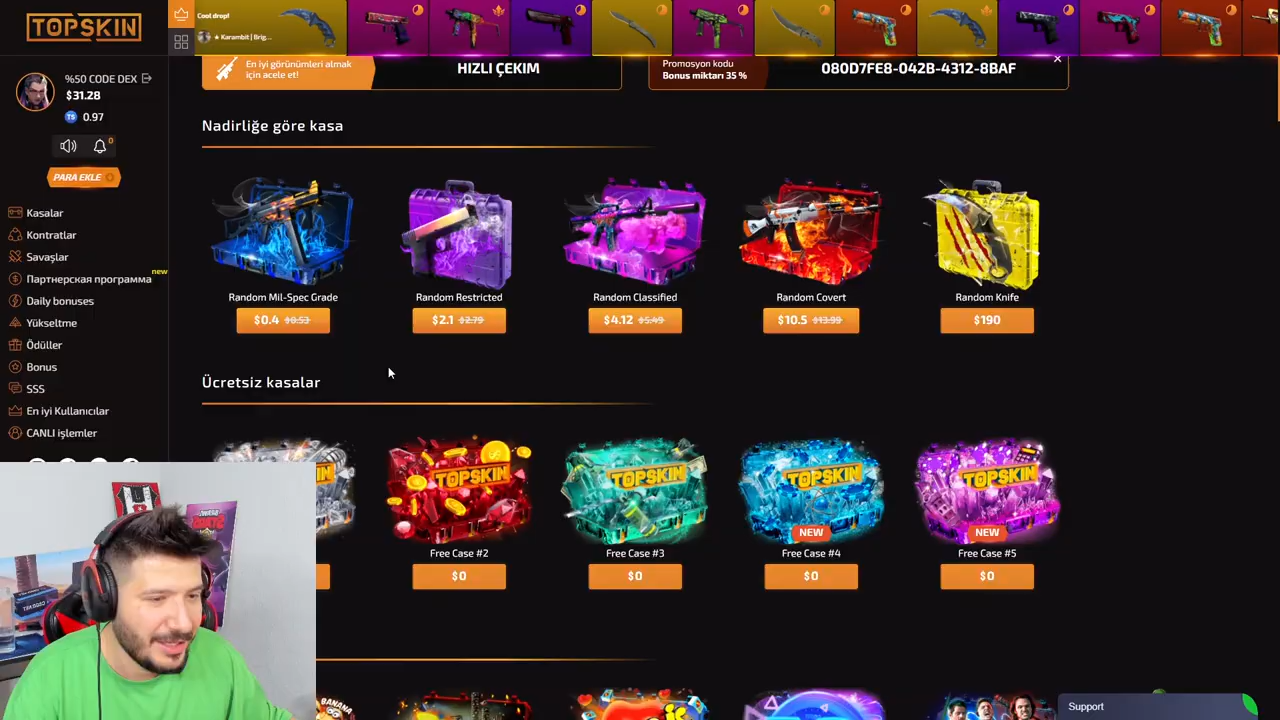 TOPSKIN
Cool drop!
★ Karambit | Brig...
%50 CODE DEX
$31.28
TS 0.97
0
PARA EKLE
Kasalar
Kontratlar
Savaşlar
Партнерская программа new
Daily bonuses
Yükseltme
Ödüller
Bonus
SSS
En iyi Kullanıcılar
CANLI işlemler
En iyi görünümleri almak
için acele et!
HIZLI ÇEKIM
Promosyon kodu
Bonus miktarı 35 %
080D7FE8-042B-4312-8BAF
Nadirliğe göre kasa
Random Mil-Spec Grade
$0.4 $0.53
Random Restricted
$2.1 $2.79
Random Classified
$4.12 $5.49
Random Covert
$10.5 $13.99
Random Knife
$190
Ücretsiz kasalar
TOPSKIN
Free Case #2
$0
TOPSKIN
Free Case #3
$0
TOPSKIN
NEW
Free Case #4
$0
TOPSKIN
NEW
Free Case #5
$0
BANANA
Support